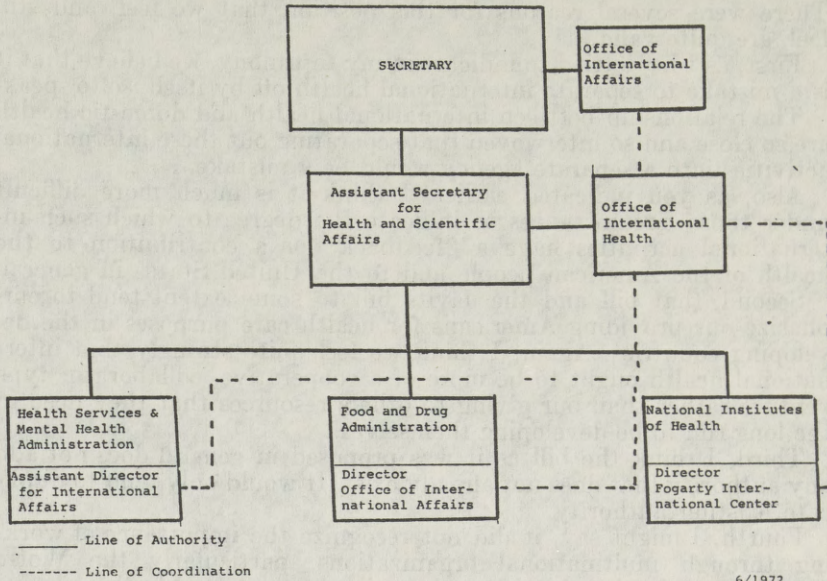 SECRETARY
Office of
International
Affairs
Assistant Secretary
for
Health and Scientific
Affairs
Office of
International
Health
Health Services &
Mental Health
Administration
Assistant Director
for International
Affairs
Food and Drug
Administration
Director
Office of Inter-
national Affairs
National Institutes
of Health
Director
Fogarty Inter-
national Center
Line of Authority
Line of Coordination
6/1972